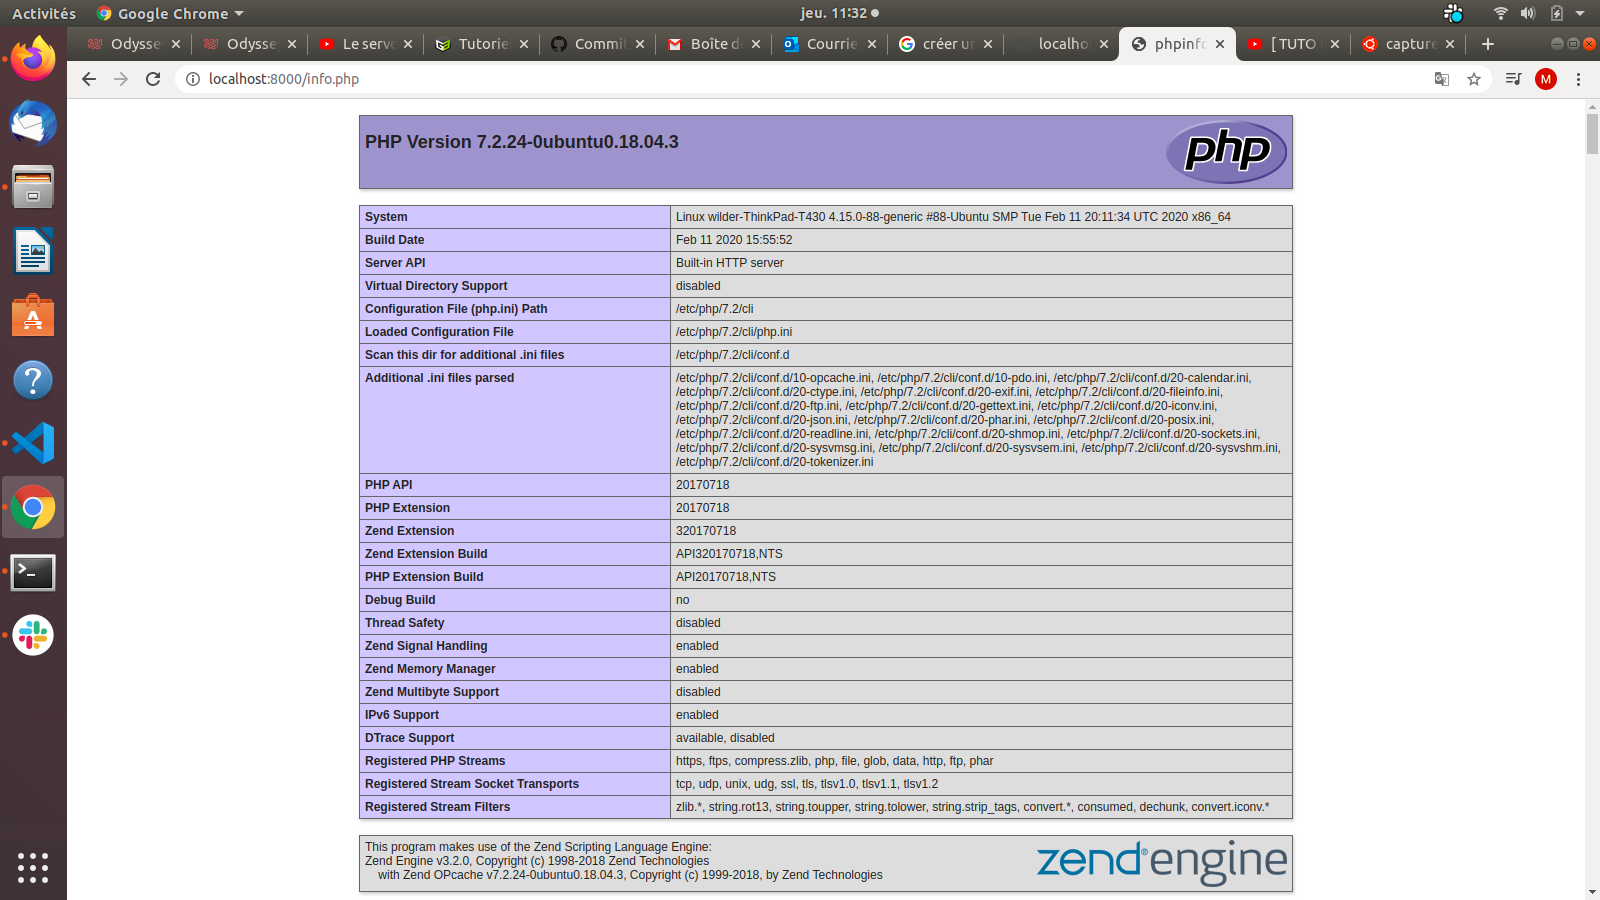 Activités
Google Chrome
jeu. 11:32
Odysse
Odysse
Le serve
Tutorie
Commi
Boîte d
Courrie
créer un
localho
phpinfo
[ TUTO
capture
localhost:8000/info.php
M
PHP Version 7.2.24-0ubuntu0.18.04.3
php
System Linux wilder-ThinkPad-T430 4.15.0-88-generic #88-Ubuntu SMP Tue Feb 11 20:11:34 UTC 2020 x86_64
Build Date Feb 11 2020 15:55:52
Server API Built-in HTTP server
Virtual Directory Support disabled
Configuration File (php.ini) Path /etc/php/7.2/cli
Loaded Configuration File /etc/php/7.2/cli/php.ini
Scan this dir for additional .ini files /etc/php/7.2/cli/conf.d
Additional .ini files parsed /etc/php/7.2/cli/conf.d/10-opcache.ini, /etc/php/7.2/cli/conf.d/10-pdo.ini, /etc/php/7.2/cli/conf.d/20-calendar.ini,
/etc/php/7.2/cli/conf.d/20-ctype.ini, /etc/php/7.2/cli/conf.d/20-exif.ini, /etc/php/7.2/cli/conf.d/20-fileinfo.ini,
/etc/php/7.2/cli/conf.d/20-ftp.ini, /etc/php/7.2/cli/conf.d/20-gettext.ini, /etc/php/7.2/cli/conf.d/20-iconv.ini,
/etc/php/7.2/cli/conf.d/20-json.ini, /etc/php/7.2/cli/conf.d/20-phar.ini, /etc/php/7.2/cli/conf.d/20-posix.ini,
/etc/php/7.2/cli/conf.d/20-readline.ini, /etc/php/7.2/cli/conf.d/20-shmop.ini, /etc/php/7.2/cli/conf.d/20-sockets.ini,
/etc/php/7.2/cli/conf.d/20-sysvmsg.ini, /etc/php/7.2/cli/conf.d/20-sysvsem.ini, /etc/php/7.2/cli/conf.d/20-sysvshm.ini,
/etc/php/7.2/cli/conf.d/20-tokenizer.ini
PHP API 20170718
PHP Extension 20170718
Zend Extension 320170718
Zend Extension Build API320170718,NTS
PHP Extension Build API20170718,NTS
Debug Build no
Thread Safety disabled
Zend Signal Handling enabled
Zend Memory Manager enabled
Zend Multibyte Support disabled
IPv6 Support enabled
DTrace Support available, disabled
Registered PHP Streams https, ftps, compress.zlib, php, file, glob, data, http, ftp, phar
Registered Stream Socket Transports tcp, udp, unix, udg, ssl, tls, tlsv1.0, tlsv1.1, tlsv1.2
Registered Stream Filters zlib.*, string.rot13, string.toupper, string.tolower, string.strip_tags, convert.*, consumed, dechunk, convert.iconv.*
This program makes use of the Zend Scripting Language Engine:
Zend Engine v3.2.0, Copyright (c) 1998-2018 Zend Technologies
with Zend OPcache v7.2.24-0ubuntu0.18.04.3, Copyright (c) 1999-2018, by Zend Technologies
zend® engine